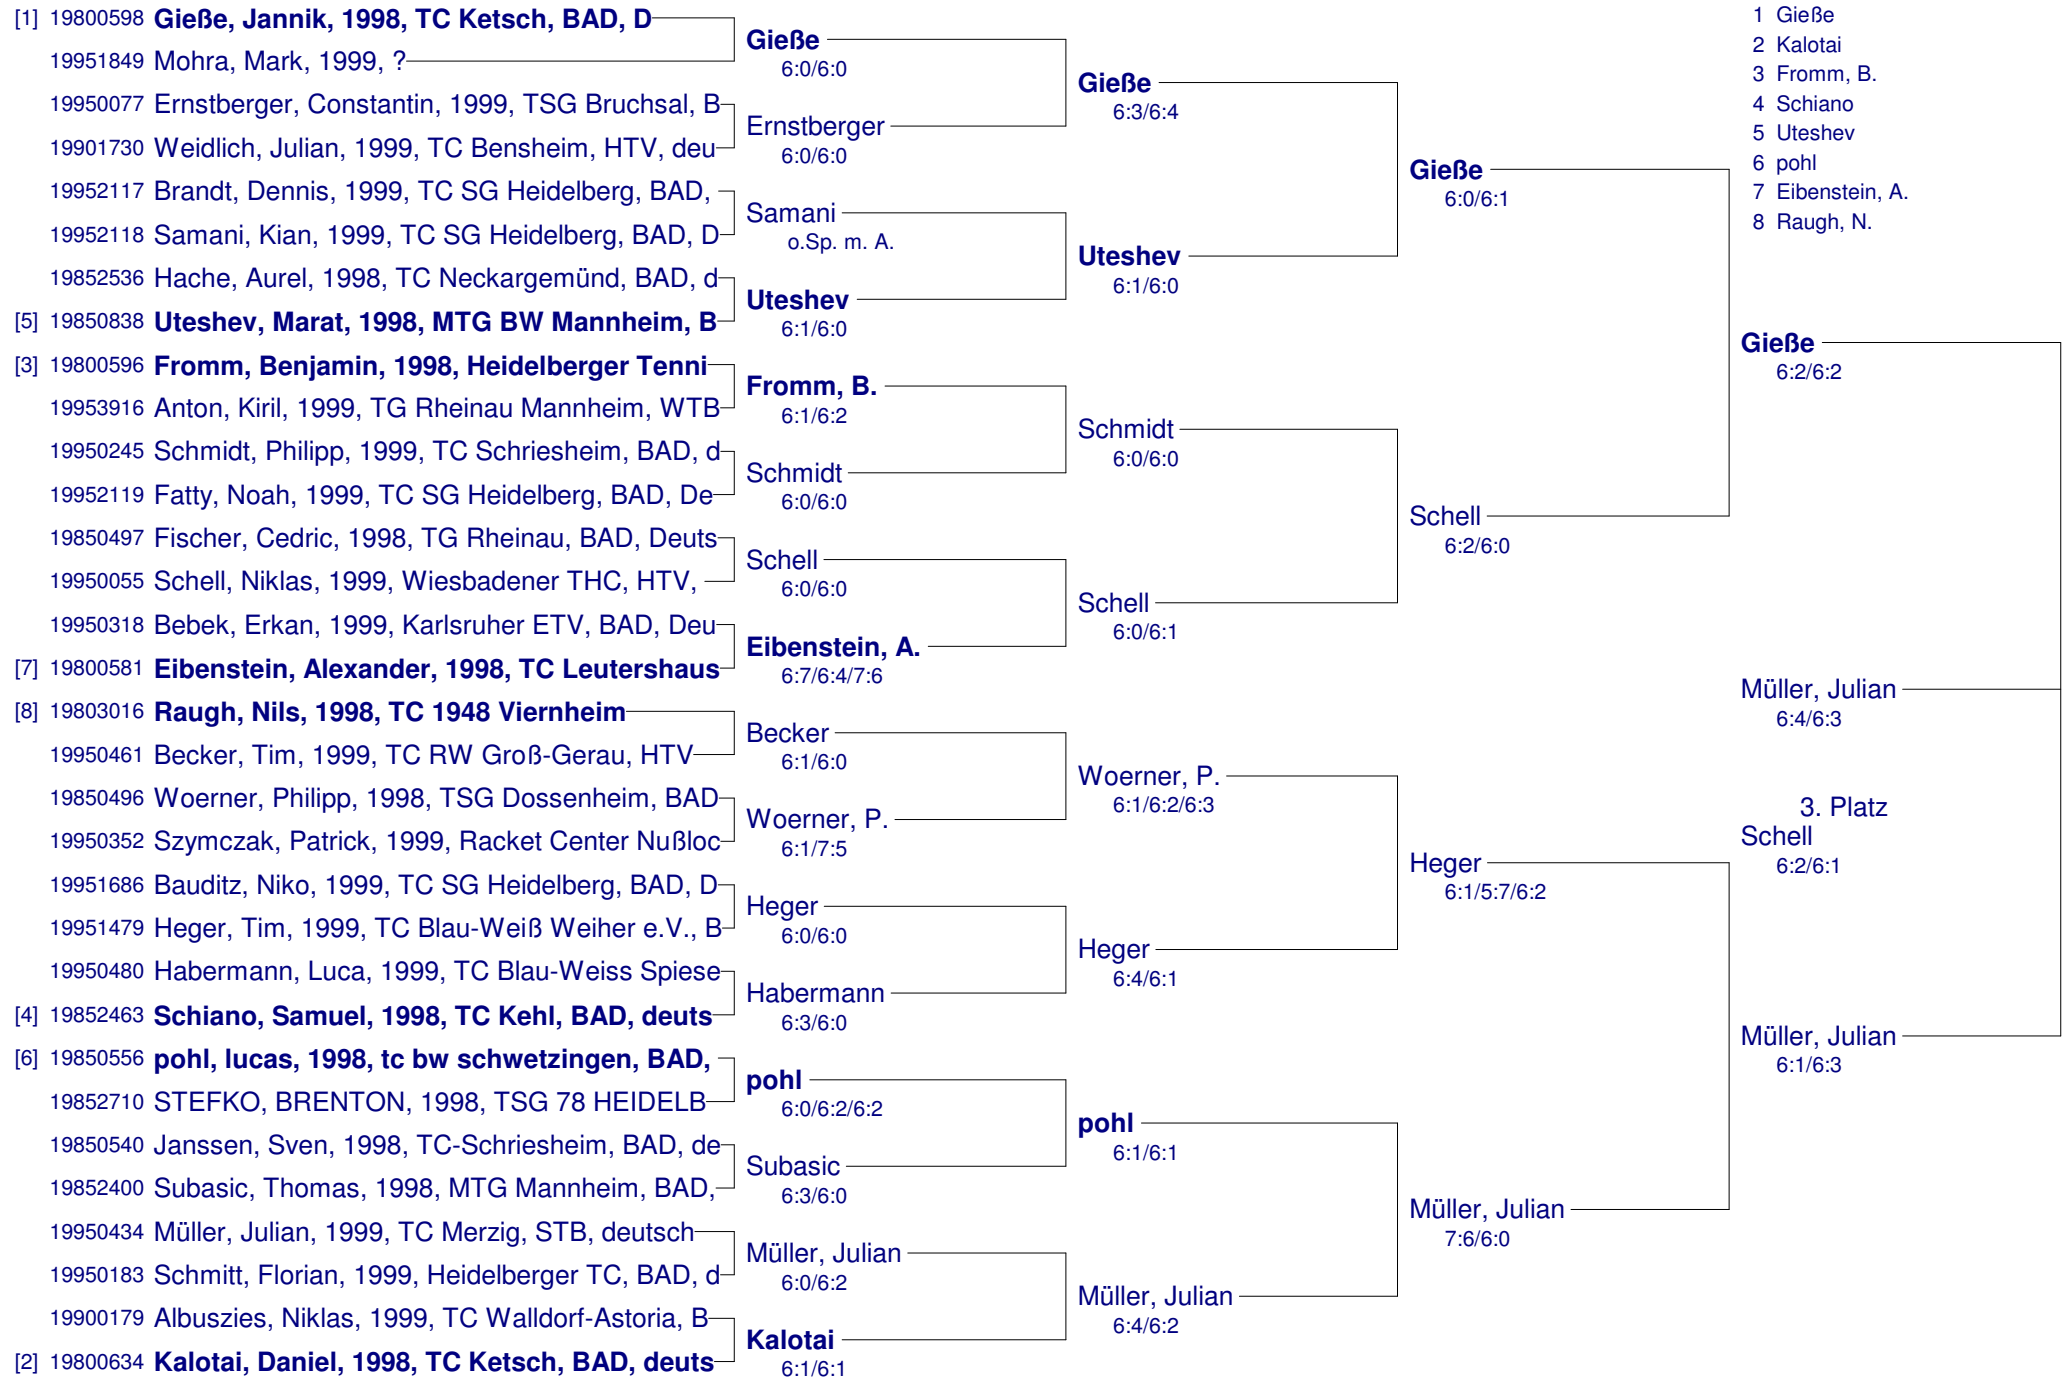 [1] 19800598 Gieße, Jannik, 1998, TC Ketsch, BAD, D
19951849 Mohra, Mark, 1999, ?
19950077 Ernstberger, Constantin, 1999, TSG Bruchsal, B
19901730 Weidlich, Julian, 1999, TC Bensheim, HTV, deu
19952117 Brandt, Dennis, 1999, TC SG Heidelberg, BAD,
19952118 Samani, Kian, 1999, TC SG Heidelberg, BAD, D
19852536 Hache, Aurel, 1998, TC Neckargemünd, BAD, d
[5] 19850838 Uteshev, Marat, 1998, MTG BW Mannheim, B
[3] 19800596 Fromm, Benjamin, 1998, Heidelberger Tenni
19953916 Anton, Kiril, 1999, TG Rheinau Mannheim, WTB
19950245 Schmidt, Philipp, 1999, TC Schriesheim, BAD, d
19952119 Fatty, Noah, 1999, TC SG Heidelberg, BAD, De
19850497 Fischer, Cedric, 1998, TG Rheinau, BAD, Deuts
19950055 Schell, Niklas, 1999, Wiesbadener THC, HTV,
19950318 Bebek, Erkan, 1999, Karlsruher ETV, BAD, Deu
[7] 19800581 Eibenstein, Alexander, 1998, TC Leutershaus
[8] 19803016 Raugh, Nils, 1998, TC 1948 Viernheim
19950461 Becker, Tim, 1999, TC RW Groß-Gerau, HTV
19850496 Woerner, Philipp, 1998, TSG Dossenheim, BAD
19950352 Szymczak, Patrick, 1999, Racket Center Nußloc
19951686 Bauditz, Niko, 1999, TC SG Heidelberg, BAD, D
19951479 Heger, Tim, 1999, TC Blau-Weiß Weiher e.V., B
19950480 Habermann, Luca, 1999, TC Blau-Weiss Spiese
[4] 19852463 Schiano, Samuel, 1998, TC Kehl, BAD, deuts
[6] 19850556 pohl, lucas, 1998, tc bw schwetzingen, BAD,
19852710 STEFKO, BRENTON, 1998, TSG 78 HEIDELB
19850540 Janssen, Sven, 1998, TC-Schriesheim, BAD, de
19852400 Subasic, Thomas, 1998, MTG Mannheim, BAD,
19950434 Müller, Julian, 1999, TC Merzig, STB, deutsch
19950183 Schmitt, Florian, 1999, Heidelberger TC, BAD, d
19900179 Albuszies, Niklas, 1999, TC Walldorf-Astoria, B
[2] 19800634 Kalotai, Daniel, 1998, TC Ketsch, BAD, deuts
Gieße
6:0/6:0
Ernstberger
6:0/6:0
Samani
o.Sp. m. A.
Uteshev
6:1/6:0
Fromm, B.
6:1/6:2
Schmidt
6:0/6:0
Schell
6:0/6:0
Eibenstein, A.
6:7/6:4/7:6
Becker
6:1/6:0
Woerner, P.
6:1/7:5
Heger
6:0/6:0
Habermann
6:3/6:0
pohl
6:0/6:2/6:2
Subasic
6:3/6:0
Müller, Julian
6:0/6:2
Kalotai
6:1/6:1
Gieße
6:3/6:4
Uteshev
6:1/6:0
Schmidt
6:0/6:0
Schell
6:0/6:1
Woerner, P.
6:1/6:2/6:3
Heger
6:4/6:1
pohl
6:1/6:1
Müller, Julian
6:4/6:2
Gieße
6:0/6:1
Schell
6:2/6:0
Heger
6:1/5:7/6:2
Müller, Julian
7:6/6:0
1 Gieße
2 Kalotai
3 Fromm, B.
4 Schiano
5 Uteshev
6 pohl
7 Eibenstein, A.
8 Raugh, N.
Gieße
6:2/6:2
Müller, Julian
6:4/6:3
3. Platz
Schell
6:2/6:1
Müller, Julian
6:1/6:3